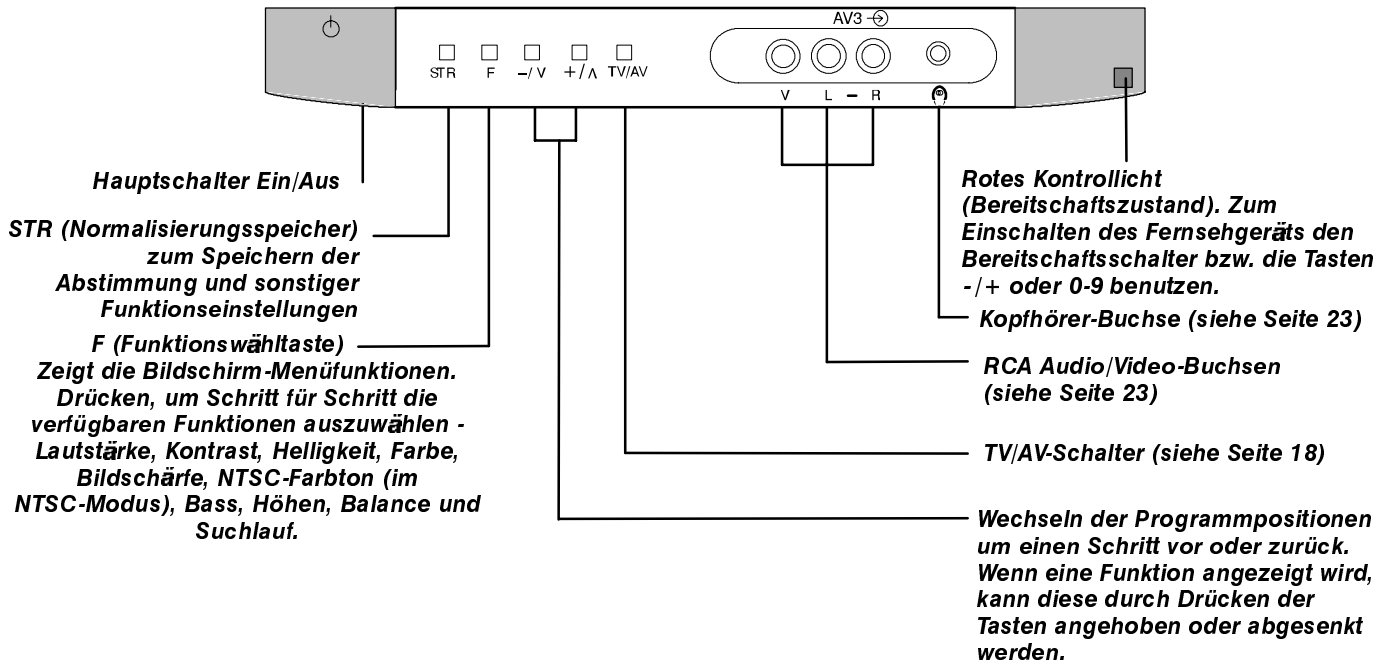 AV3
STR F –/V +/Λ TV/AV
V L – R
Hauptschalter Ein/Aus
STR (Normalisierungsspeicher)
zum Speichern der
Abstimmung und sonstiger
Funktionseinstellungen
F (Funktionswähltaste)
Zeigt die Bildschirm-Menüfunktionen.
Drücken, um Schritt für Schritt die
verfügbaren Funktionen auszuwählen -
Lautstärke, Kontrast, Helligkeit, Farbe,
Bildschärfe, NTSC-Farbton (im
NTSC-Modus), Bass, Höhen, Balance und
Suchlauf.
Rotes Kontrollicht
(Bereitschaftszustand). Zum
Einschalten des Fernsehgeräts den
Bereitschaftsschalter bzw. die Tasten
-/+ oder 0-9 benutzen.
Kopfhörer-Buchse (siehe Seite 23)
RCA Audio/Video-Buchsen
(siehe Seite 23)
TV/AV-Schalter (siehe Seite 18)
Wechseln der Programmpositionen
um einen Schritt vor oder zurück.
Wenn eine Funktion angezeigt wird,
kann diese durch Drücken der
Tasten angehoben oder abgesenkt
werden.